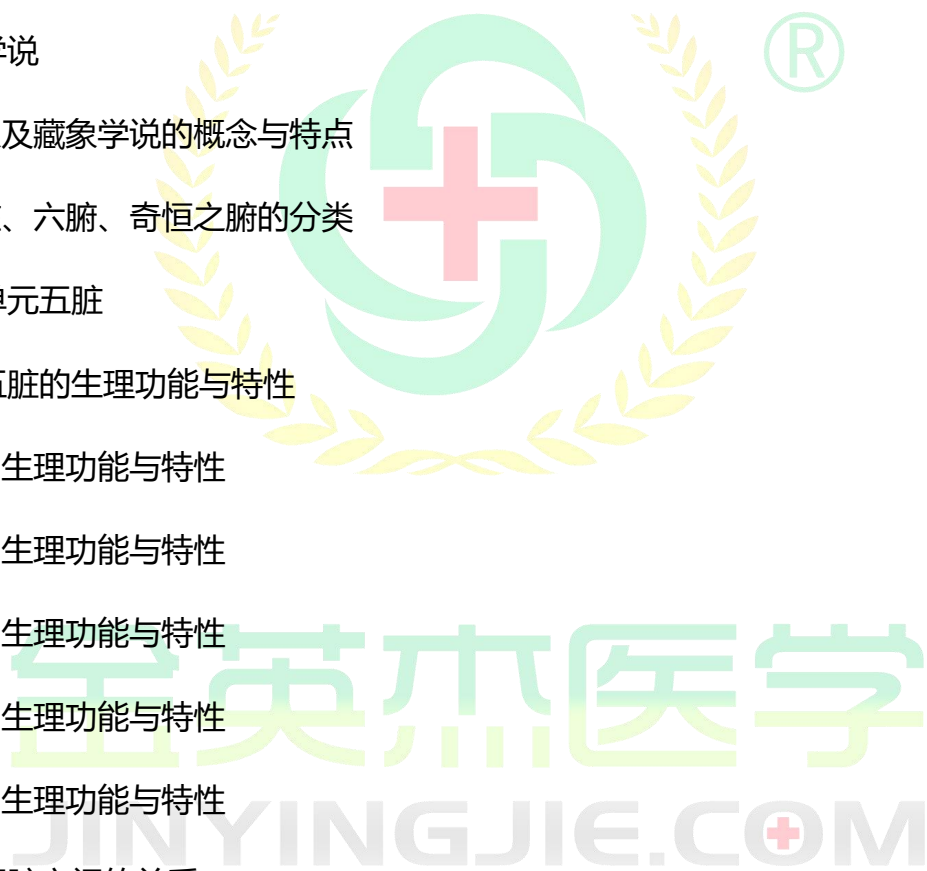 学说
®
及藏象学说的概念与特点
、六腑、奇恒之腑的分类
单元五脏
五脏的生理功能与特性
生理功能与特性
生理功能与特性
生理功能与特性
生理功能与特性
生理功能与特性
金英杰医学
JINYINGJIE.COM